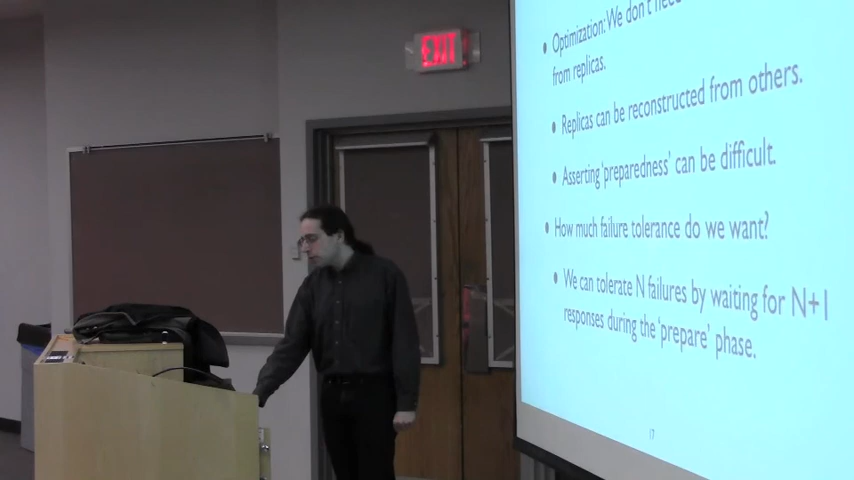 EXIT
• Optimization: We don't need
from replicas.
• Replicas can be reconstructed from others.
• Asserting 'preparedness' can be difficult.
• How much failure tolerance do we want?
• We can tolerate N failures by waiting for N+1
responses during the 'prepare' phase.
17